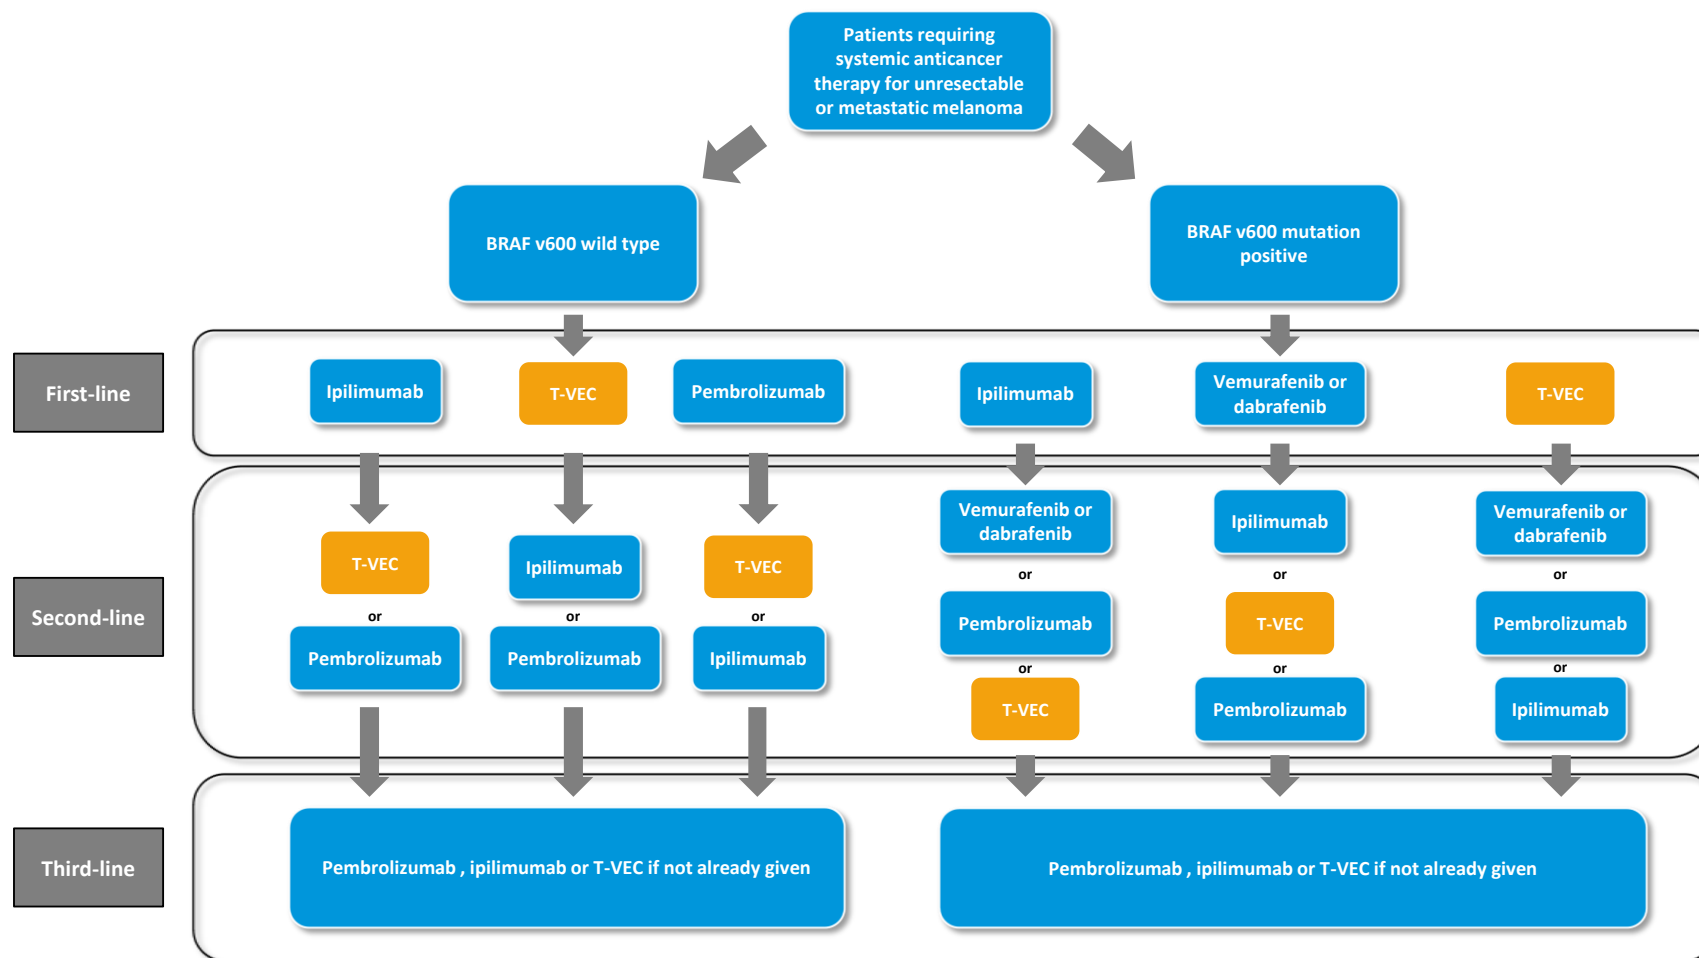 Patients requiring
systemic anticancer
therapy for unresectable
or metastatic melanoma
BRAF v600 wild type
BRAF v600 mutation
positive
First-line
Ipilimumab
T-VEC
Pembrolizumab
Ipilimumab
Vemurafenib or
dabrafenib
T-VEC
Second-line
T-VEC
or
Pembrolizumab
Ipilimumab
or
Pembrolizumab
T-VEC
or
Ipilimumab
Vemurafenib or
dabrafenib
or
Pembrolizumab
or
T-VEC
Ipilimumab
or
T-VEC
or
Pembrolizumab
Vemurafenib or
dabrafenib
or
Pembrolizumab
or
Ipilimumab
Third-line
Pembrolizumab , ipilimumab or T-VEC if not already given
Pembrolizumab , ipilimumab or T-VEC if not already given